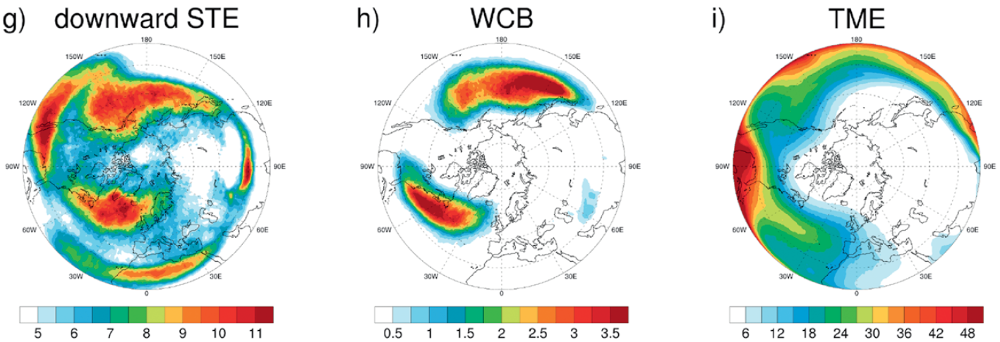 g) downward STE
180
150W
150E
120W
120E
90W
90E
60W
60E
30W
30E
0
5 6 7 8 9 10 11
h) WCB
180
150W
150E
120W
120E
90W
90E
60W
60E
30W
30E
0
0.5 1 1.5 2 2.5 3 3.5
i) TME
180
150W
150E
120W
120E
90W
90E
60W
60E
30W
30E
0
6 12 18 24 30 36 42 48